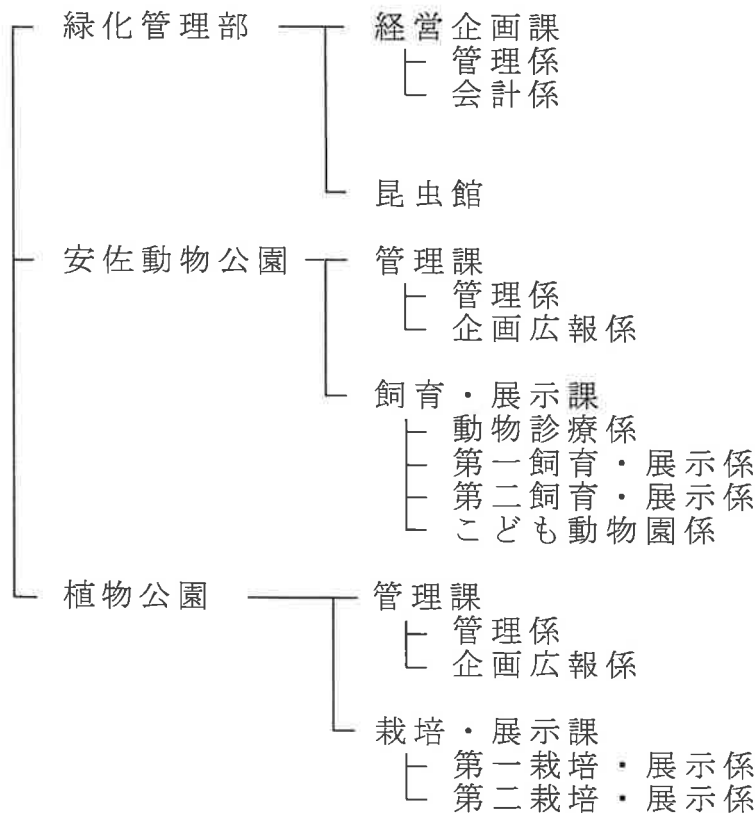 緑化管理部 経営企画課
管理係
会計係
昆虫館
安佐動物公園 管理課
管理係
企画広報係
飼育・展示課
動物診療係
第一飼育・展示係
第二飼育・展示係
こども動物園係
植物公園 管理課
管理係
企画広報係
栽培・展示課
第一栽培・展示係
第二栽培・展示係